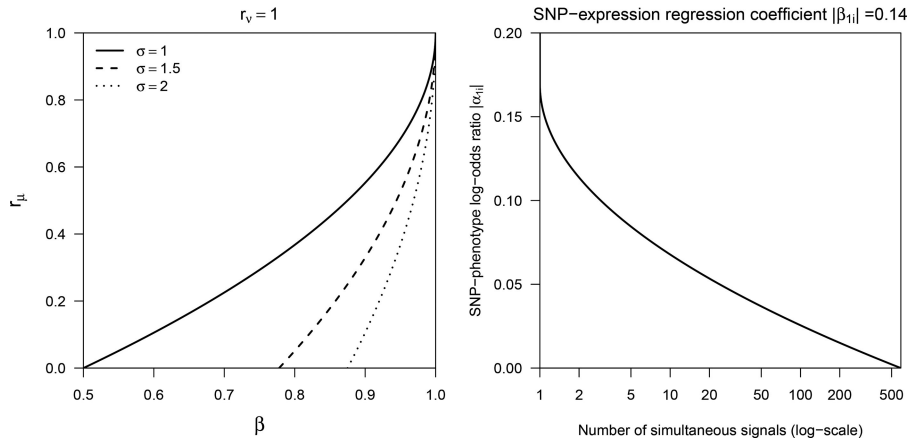 r_ν = 1
σ = 1
σ = 1.5
σ = 2
1.0
0.8
0.6
0.4
0.2
0.0
r_μ
0.5 0.6 0.7 0.8 0.9 1.0
β
SNP−expression regression coefficient |β_1i| =0.14
0.20
0.15
0.10
0.05
0.00
SNP−phenotype log−odds ratio |α_1i|
1 2 5 10 20 50 100 200 500
Number of simultaneous signals (log−scale)